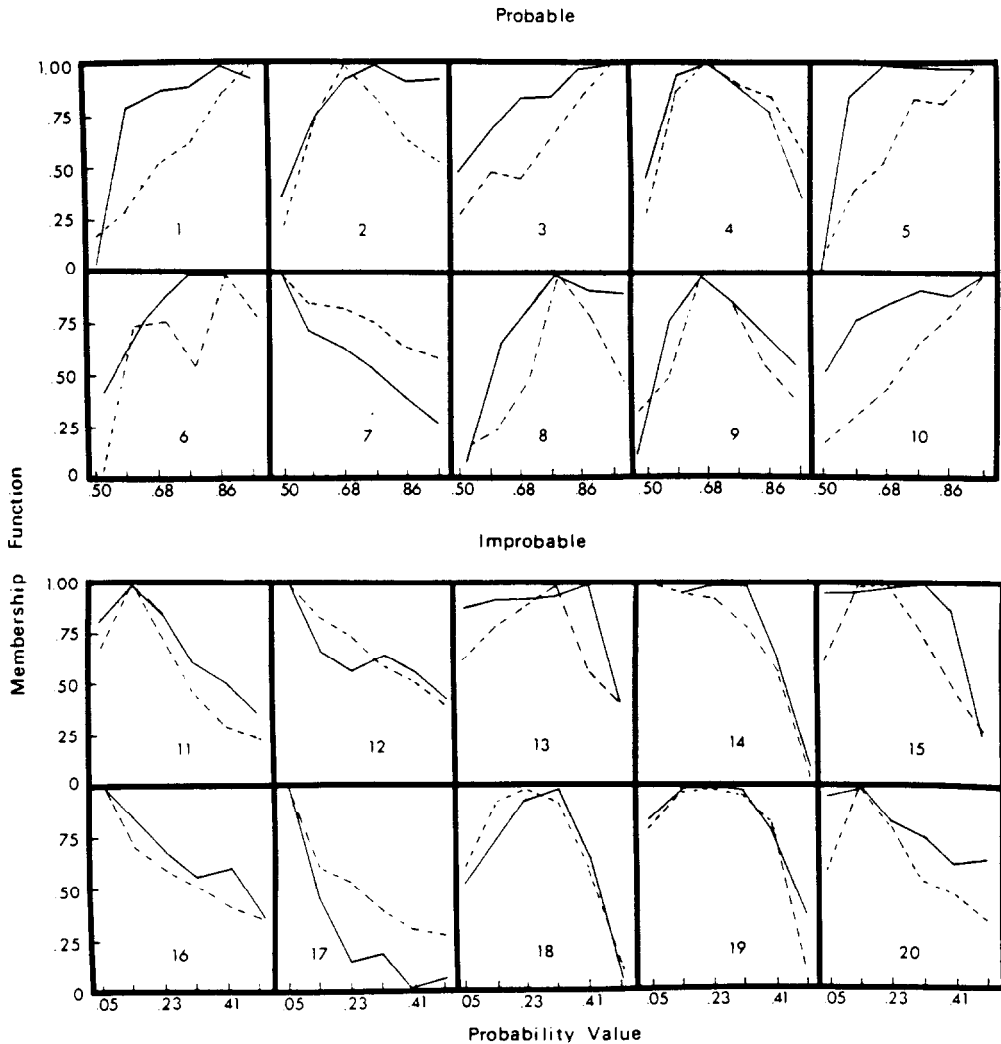 Probable
1.00
.75
.50
.25
0
1 2 3 4 5
.75
.50
.25
0
6 7 8 9 10
.50 .68 .86 .50 .68 .86 .50 .68 .86 .50 .68 .86 .50 .68 .86
Improbable
Membership Function
1.00
.75
.50
.25
0
11 12 13 14 15
.75
.50
.25
0
16 17 18 19 20
.05 .23 .41 .05 .23 .41 .05 .23 .41 .05 .23 .41 .05 .23 .41
Probability Value